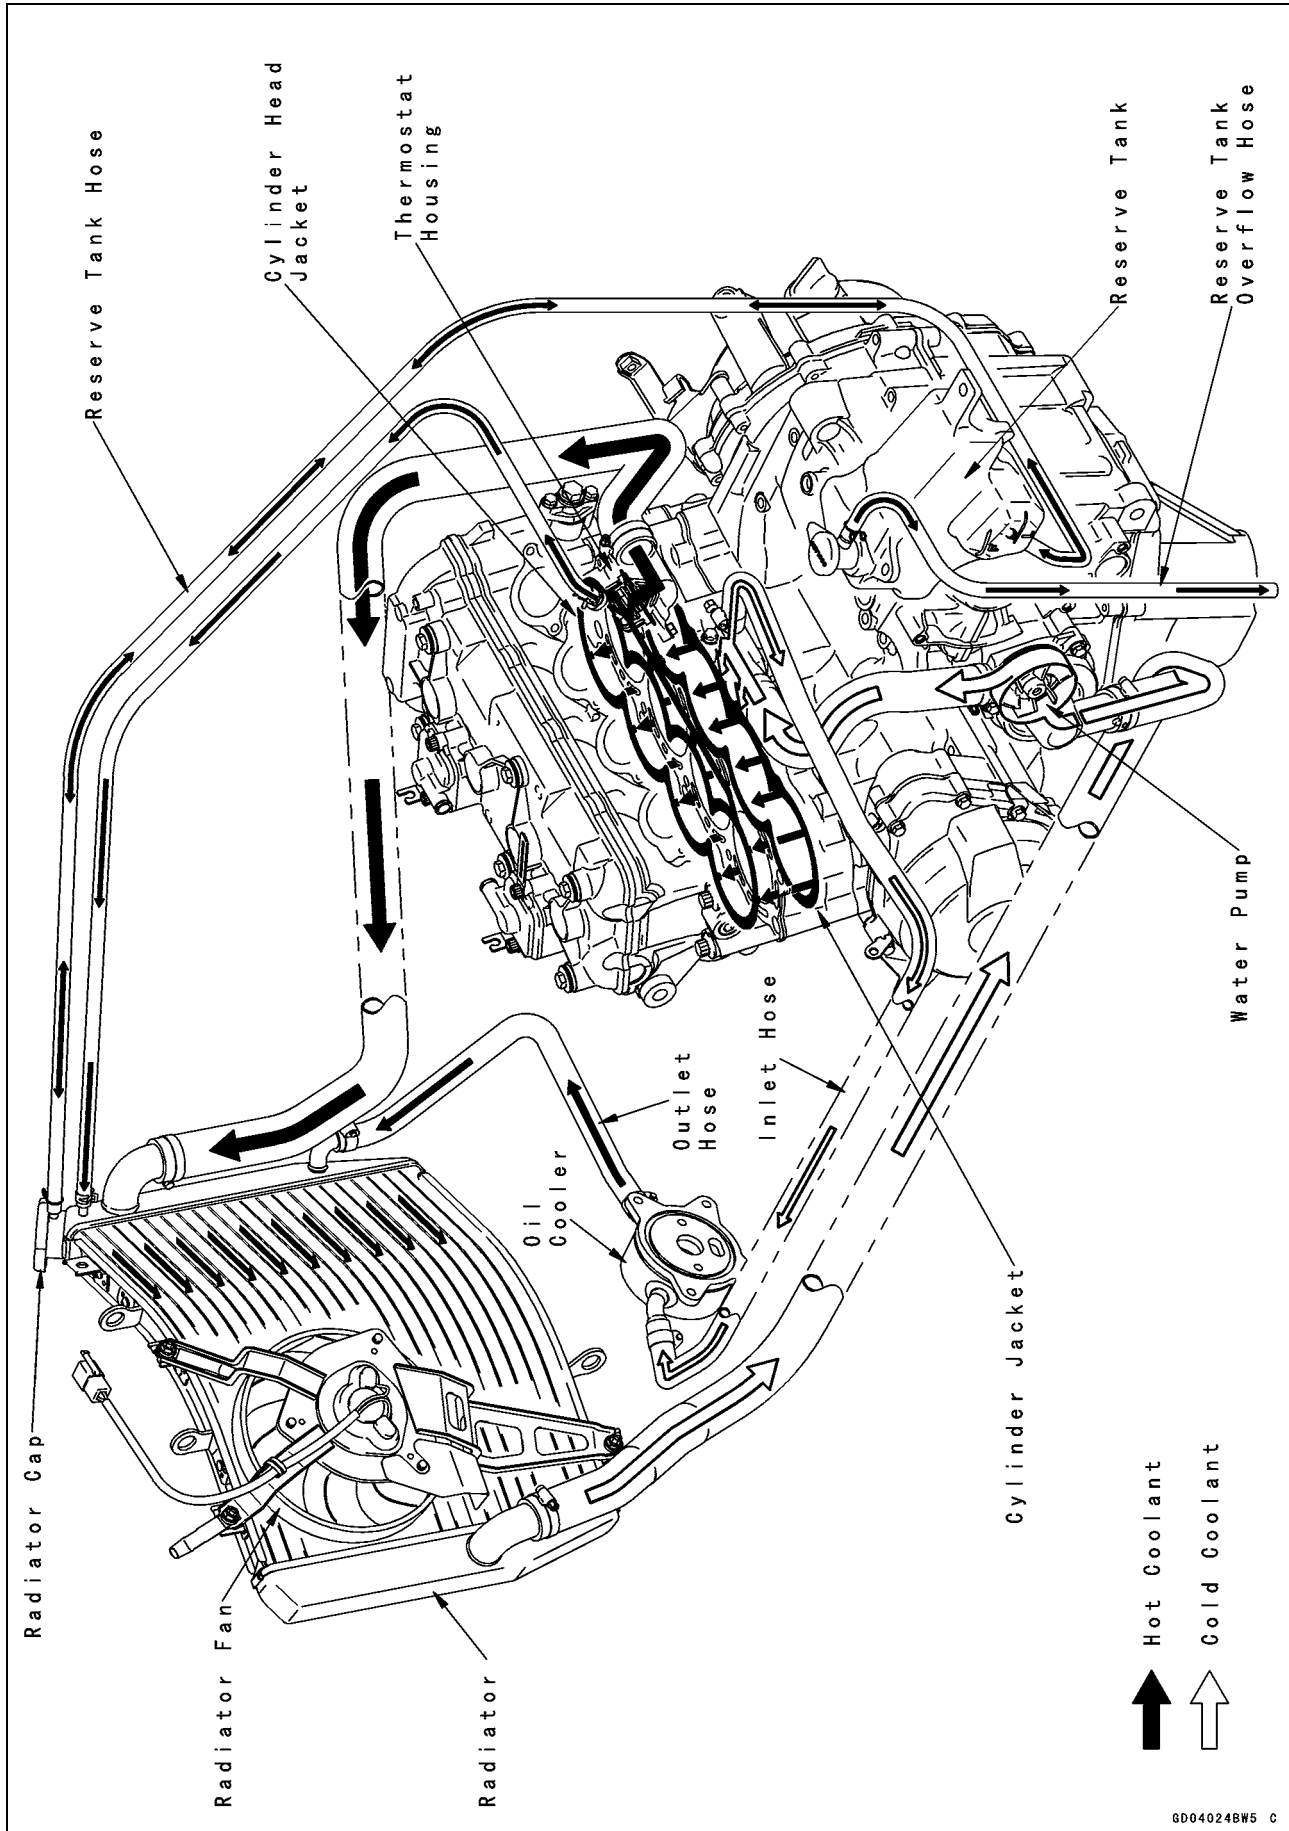 Reserve Tank Hose
Cylinder Head
Jacket
Thermostat
Housing
Reserve Tank
Reserve Tank
Overflow Hose
Water Pump
Inlet Hose
Outlet
Hose
Oil
Cooler
Cylinder Jacket
Radiator Cap
Radiator Fan
Radiator
Hot Coolant
Cold Coolant
GD04024BW5 C